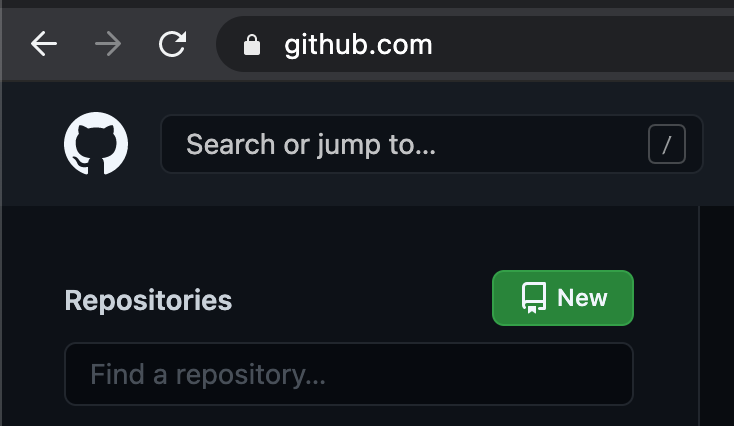 github.com
Search or jump to...
/
Repositories
New
Find a repository...